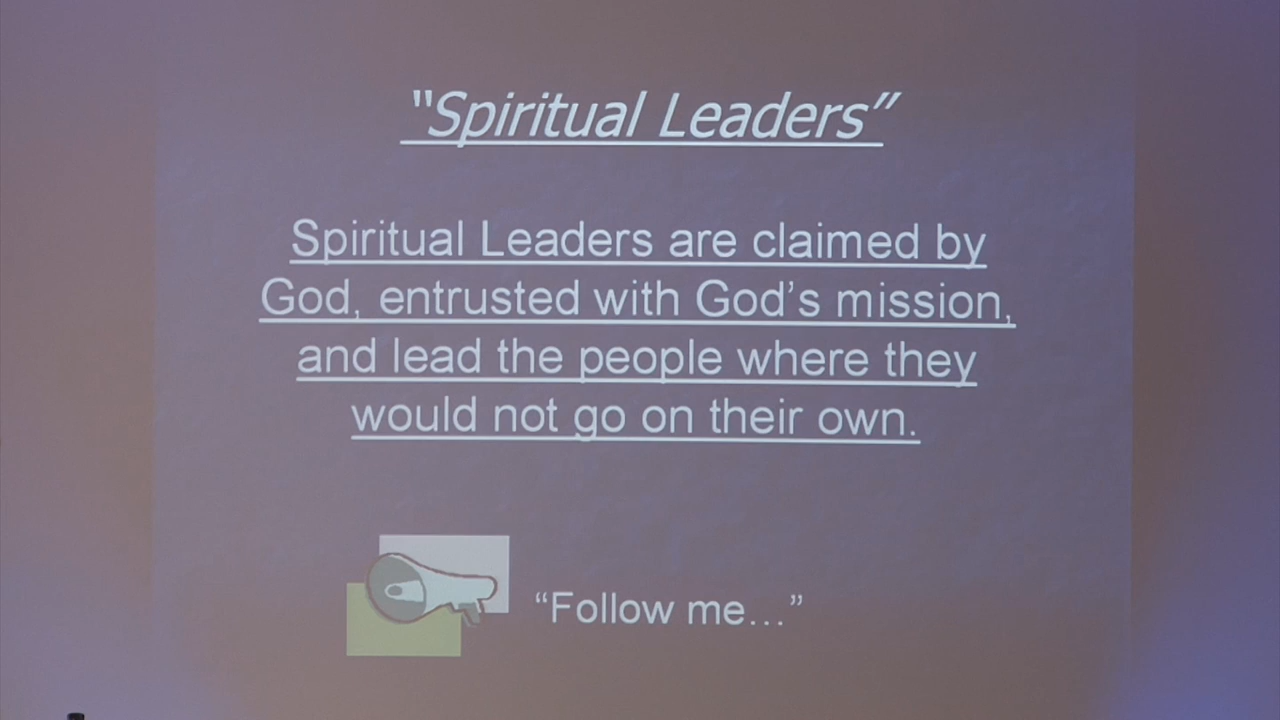 “Spiritual Leaders”
Spiritual Leaders are claimed by
God, entrusted with God’s mission,
and lead the people where they
would not go on their own.
“Follow me…”